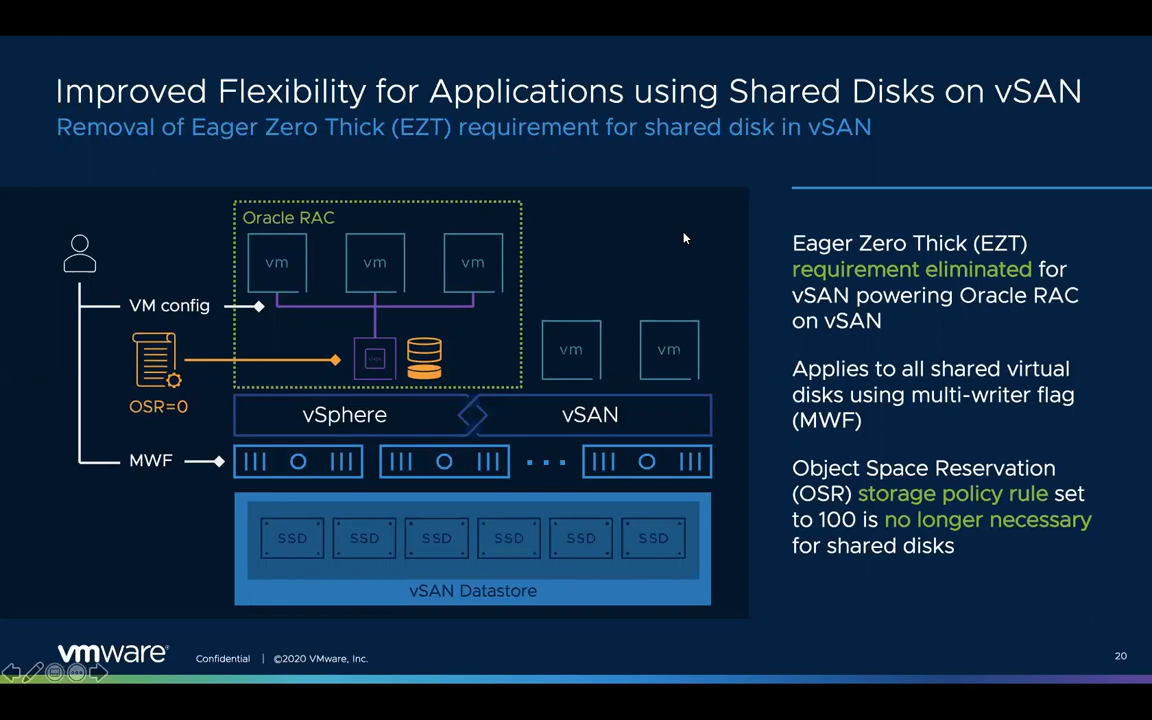 Improved Flexibility for Applications using Shared Disks on vSAN
Removal of Eager Zero Thick (EZT) requirement for shared disk in vSAN
Oracle RAC
vm
vm
vm
VM config
OSR=0
vm
vm
vSphere
vSAN
MWF
SSD
SSD
SSD
SSD
SSD
SSD
vSAN Datastore
Eager Zero Thick (EZT)
requirement eliminated for
vSAN powering Oracle RAC
on vSAN
Applies to all shared virtual
disks using multi-writer flag
(MWF)
Object Space Reservation
(OSR) storage policy rule set
to 100 is no longer necessary
for shared disks
vmware®
Confidential | ©2020 VMware, Inc.
20